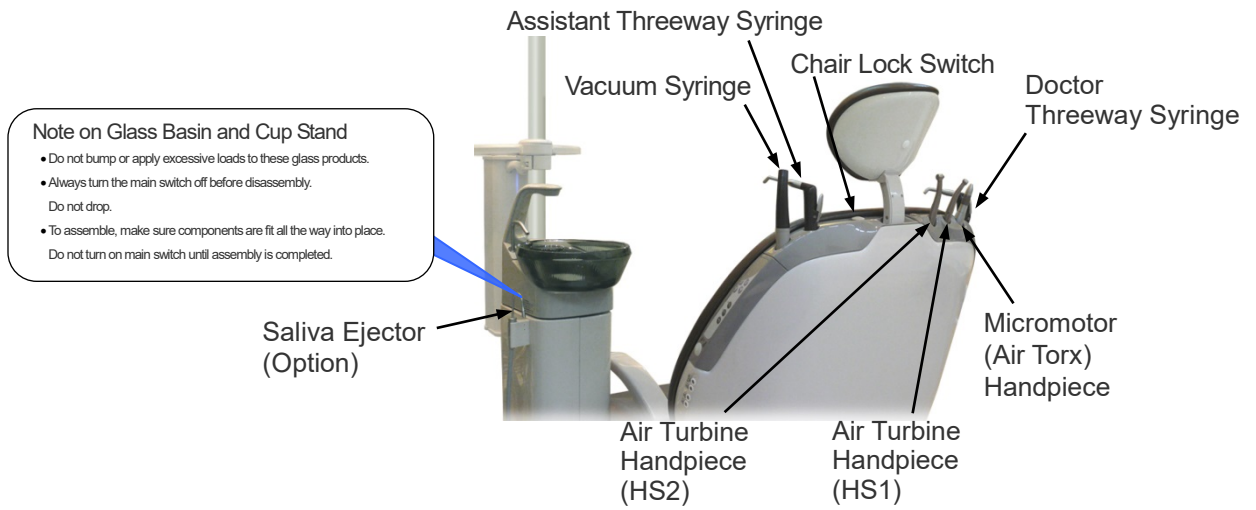 Assistant Threeway Syringe
Chair Lock Switch
Vacuum Syringe
Doctor
Threeway Syringe
Note on Glass Basin and Cup Stand
• Do not bump or apply excessive loads to these glass products.
• Always turn the main switch off before disassembly.
Do not drop.
• To assemble, make sure components are fit all the way into place.
Do not turn on main switch until assembly is completed.
Saliva Ejector
(Option)
Micromotor
(Air Torx)
Handpiece
Air Turbine
Handpiece
(HS2)
Air Turbine
Handpiece
(HS1)